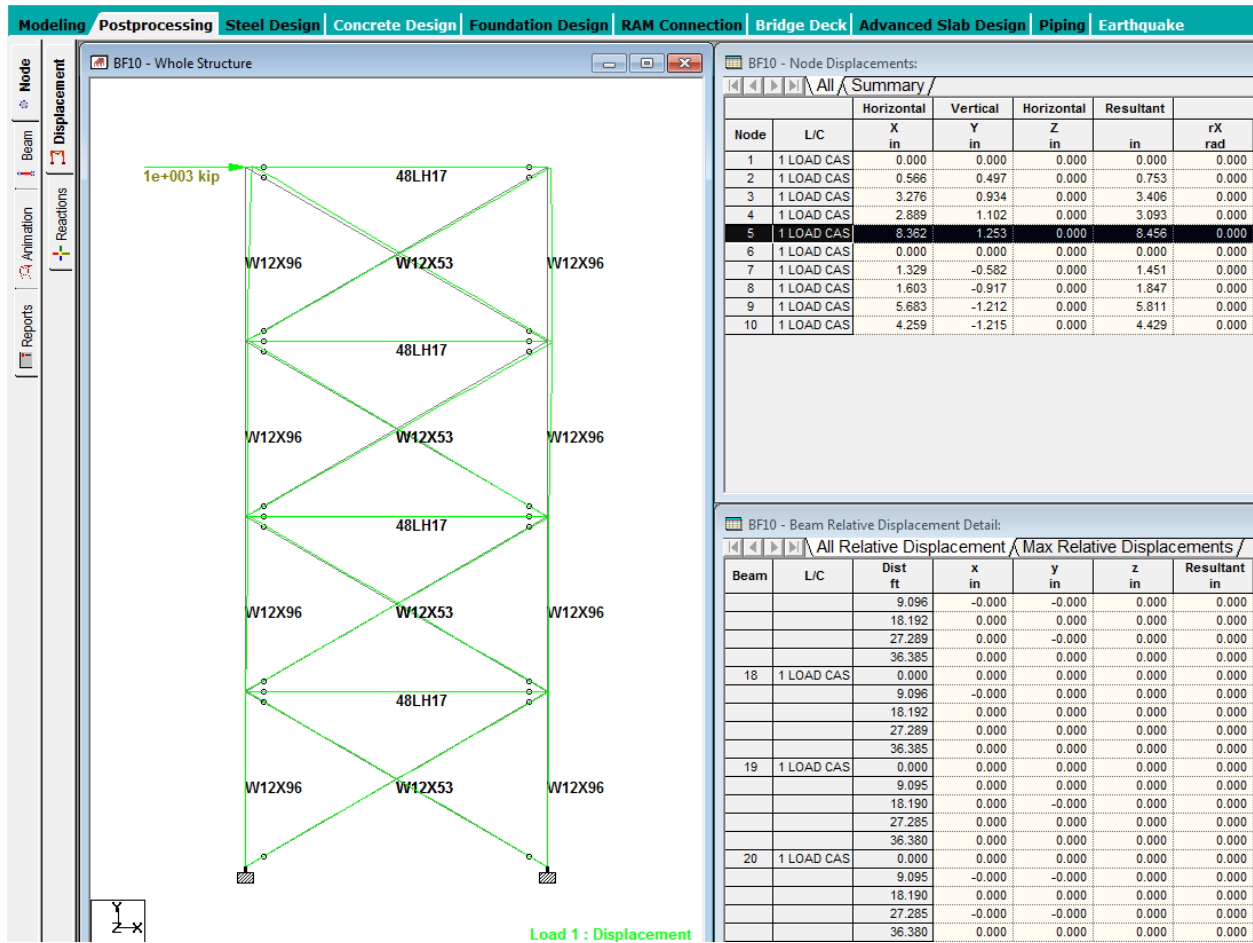 Modeling Postprocessing Steel Design Concrete Design Foundation Design RAM Connection Bridge Deck Advanced Slab Design Piping Earthquake
Node
Beam
Animation
Reports
Displacement
Reactions
BF10 - Whole Structure
1e+003 kip
48LH17
W12X96 W12X53 W12X96
48LH17
W12X96 W12X53 W12X96
48LH17
W12X96 W12X53 W12X96
48LH17
W12X96 W12X53 W12X96
Y
Z X
Load 1 : Displacement
BF10 - Node Displacements:
All Summary
Horizontal Vertical Horizontal Resultant
Node L/C X in Y in Z in in rX rad
1 1 LOAD CAS 0.000 0.000 0.000 0.000 0.000
2 1 LOAD CAS 0.566 0.497 0.000 0.753 0.000
3 1 LOAD CAS 3.276 0.934 0.000 3.406 0.000
4 1 LOAD CAS 2.889 1.102 0.000 3.093 0.000
5 1 LOAD CAS 8.362 1.253 0.000 8.456 0.000
6 1 LOAD CAS 0.000 0.000 0.000 0.000 0.000
7 1 LOAD CAS 1.329 -0.582 0.000 1.451 0.000
8 1 LOAD CAS 1.603 -0.917 0.000 1.847 0.000
9 1 LOAD CAS 5.683 -1.212 0.000 5.811 0.000
10 1 LOAD CAS 4.259 -1.215 0.000 4.429 0.000
BF10 - Beam Relative Displacement Detail:
All Relative Displacement Max Relative Displacements
Beam L/C Dist ft x in y in z in Resultant in
9.096 -0.000 -0.000 0.000 0.000
18.192 0.000 0.000 0.000 0.000
27.289 0.000 -0.000 0.000 0.000
36.385 0.000 0.000 0.000 0.000
18 1 LOAD CAS 0.000 0.000 0.000 0.000 0.000
9.096 -0.000 0.000 0.000 0.000
18.192 0.000 0.000 0.000 0.000
27.289 0.000 0.000 0.000 0.000
36.385 0.000 0.000 0.000 0.000
19 1 LOAD CAS 0.000 0.000 0.000 0.000 0.000
9.095 0.000 0.000 0.000 0.000
18.190 0.000 -0.000 0.000 0.000
27.285 0.000 0.000 0.000 0.000
36.380 0.000 0.000 0.000 0.000
20 1 LOAD CAS 0.000 0.000 0.000 0.000 0.000
9.095 -0.000 -0.000 0.000 0.000
18.190 0.000 0.000 0.000 0.000
27.285 -0.000 -0.000 0.000 0.000
36.380 0.000 0.000 0.000 0.000